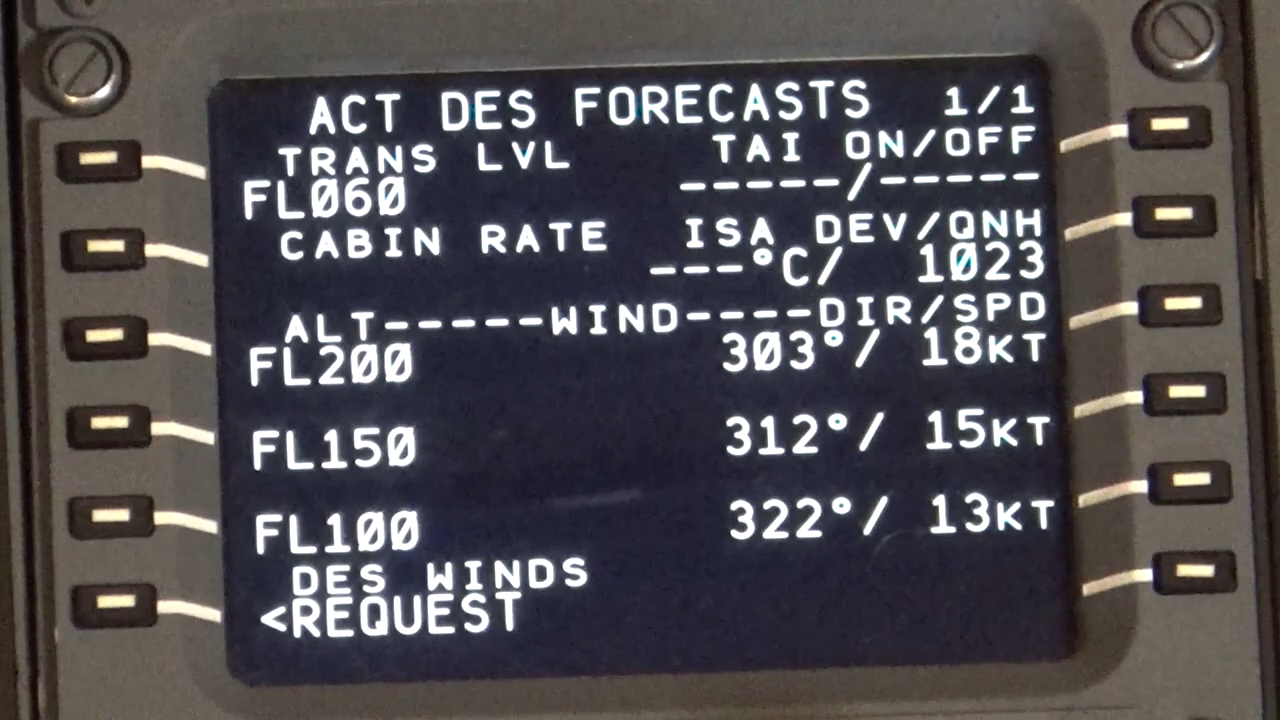 ACT DES FORECASTS 1/1
TRANS LVL TAI ON/OFF
FL060 -----/-----
CABIN RATE ISA DEV/QNH
---°C/ 1023
ALT-----WIND----DIR/SPD
FL200 303°/ 18KT
FL150 312°/ 15KT
FL100 322°/ 13KT
DES WINDS
<REQUEST